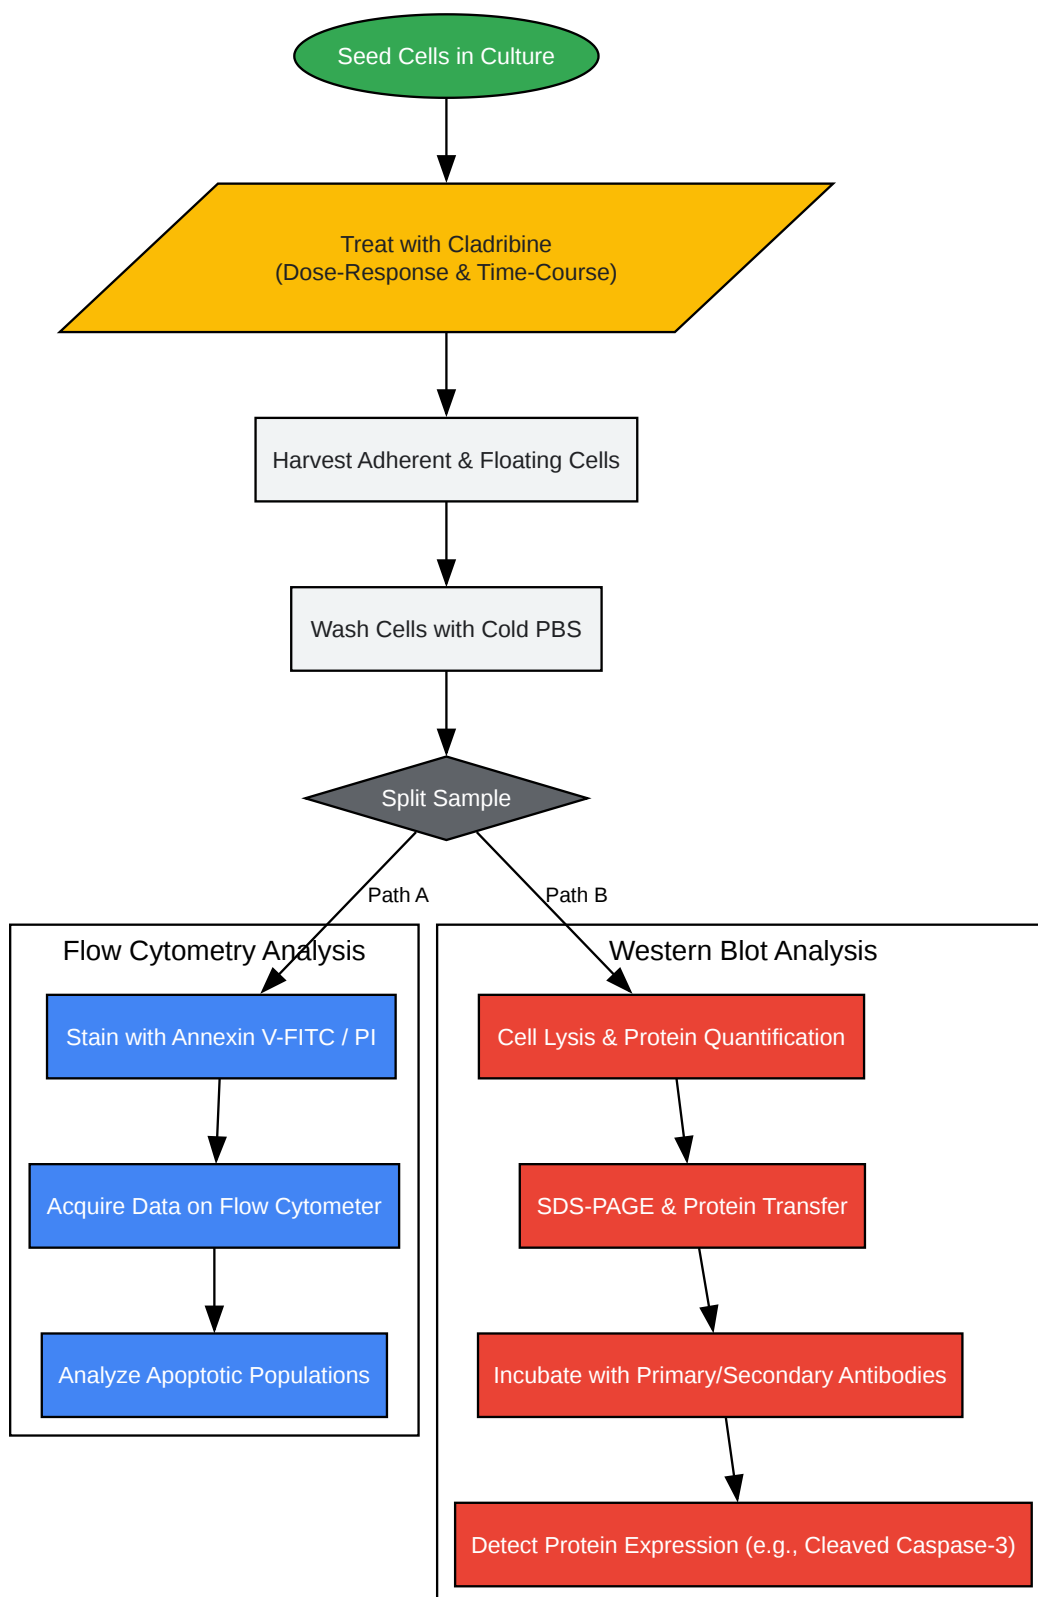 Seed Cells in Culture
Treat with Cladribine
(Dose-Response & Time-Course)
Harvest Adherent & Floating Cells
Wash Cells with Cold PBS
Split Sample
Path A
Path B
Flow Cytometry Analysis
Stain with Annexin V-FITC / PI
Acquire Data on Flow Cytometer
Analyze Apoptotic Populations
Western Blot Analysis
Cell Lysis & Protein Quantification
SDS-PAGE & Protein Transfer
Incubate with Primary/Secondary Antibodies
Detect Protein Expression (e.g., Cleaved Caspase-3)